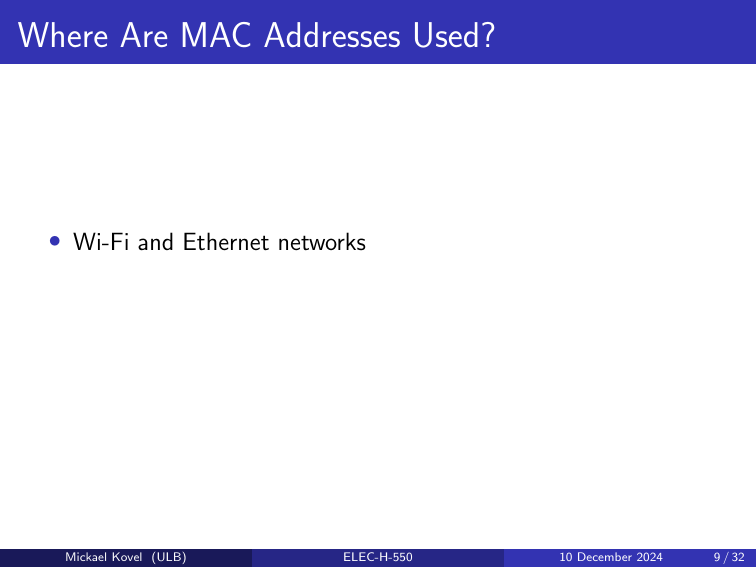 Where Are MAC Addresses Used?
• Wi-Fi and Ethernet networks
Mickael Kovel (ULB) ELEC-H-550 10 December 2024 9 / 32